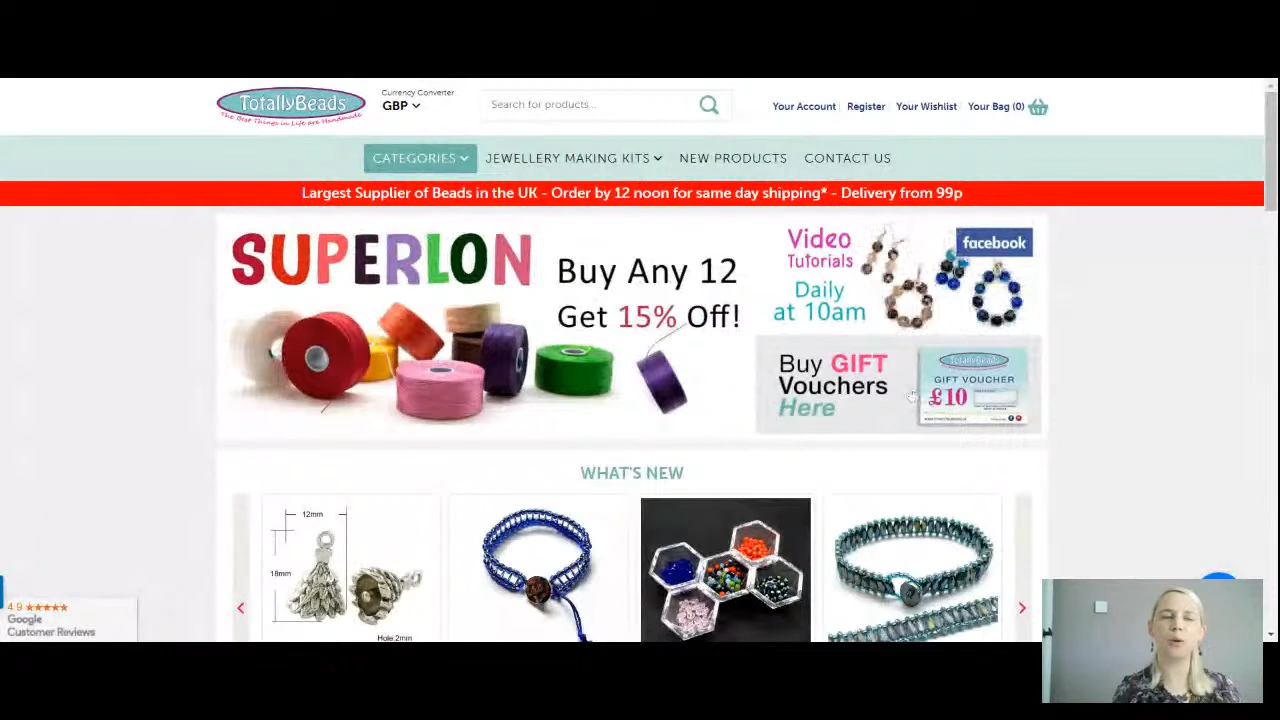 TotallyBeads
The Best Things in Life are Handmade
Currency Converter
GBP
Search for products...
Your Account
Register
Your Wishlist
Your Bag (0)
CATEGORIES
JEWELLERY MAKING KITS
NEW PRODUCTS
CONTACT US
Largest Supplier of Beads in the UK - Order by 12 noon for same day shipping* - Delivery from 99p
SUPERLON
Buy Any 12
Get 15% Off!
Video
Tutorials
Daily
at 10am
facebook
Buy GIFT
Vouchers
Here
TotallyBeads
GIFT VOUCHER
£10
WHAT'S NEW
12mm
18mm
Hole:2mm
4.9 ★★★★★
Google
Customer Reviews